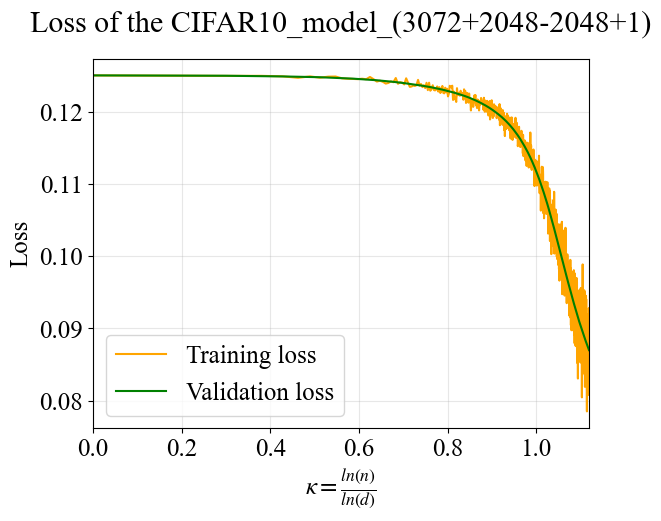 Loss of the CIFAR10_model_(3072+2048-2048+1)
Loss
0.12
0.11
0.10
0.09
0.08
Training loss
Validation loss
0.0 0.2 0.4 0.6 0.8 1.0
κ = ln(n)/ln(d)